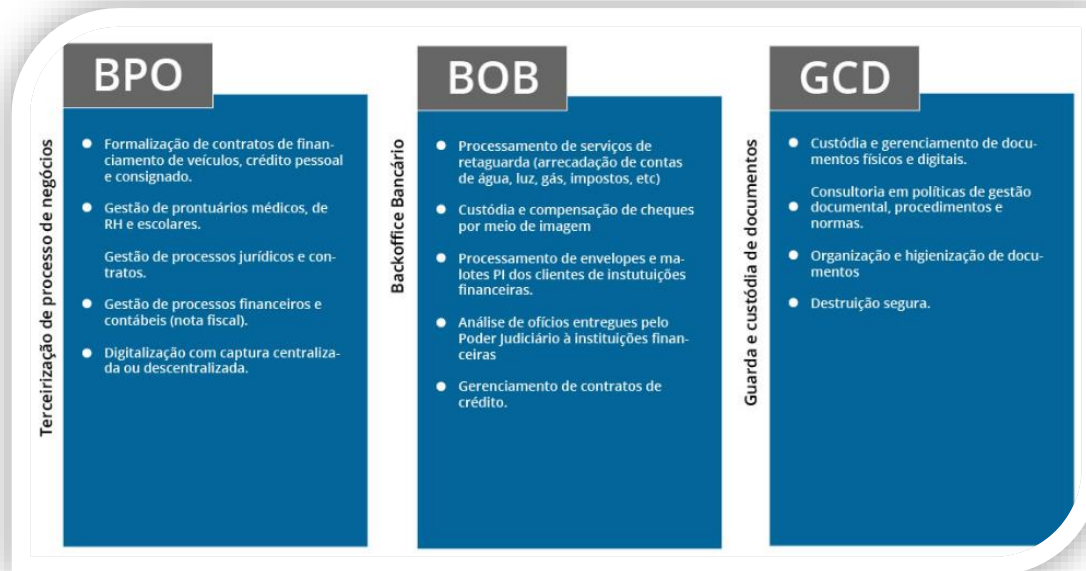 BPO
Terceirização de processo de negócios
Formalização de contratos de finan-
ciamento de veículos, crédito pessoal
e consignado.
Gestão de prontuários médicos, de
RH e escolares.
Gestão de processos jurídicos e con-
tratos.
Gestão de processos financeiros e
contábeis (nota fiscal).
Digitalização com captura centraliza-
da ou descentralizada.
BOB
Backoffice Bancário
Processamento de serviços de
retaguarda (arrecadação de contas
de água, luz, gás, impostos, etc)
Custódia e compensação de cheques
por meio de imagem
Processamento de envelopes e ma-
lotes PI dos clientes de instutuições
financeiras.
Análise de ofícios entregues pelo
Poder Judiciário à instituições finan-
ceiras
Gerenciamento de contratos de
crédito.
GCD
Guarda e custódia de documentos
Custódia e gerenciamento de docu-
mentos físicos e digitais.
Consultoria em políticas de gestão
documental, procedimentos e
normas.
Organização e higienização de docu-
mentos
Destruição segura.